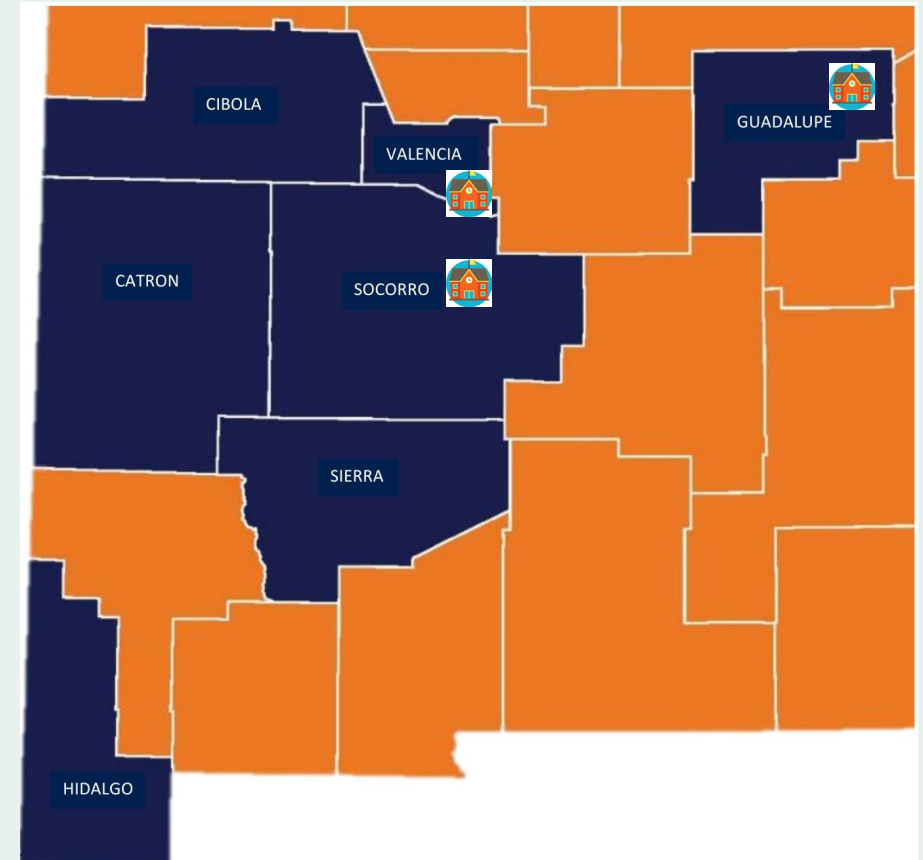 CIBOLA
GUADALUPE
VALENCIA
CATRON
SOCORRO
SIERRA
HIDALGO